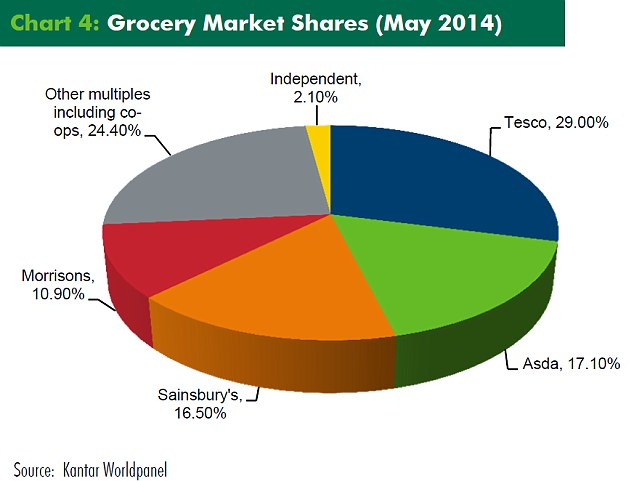 Chart 4: Grocery Market Shares (May 2014)
Independent,
2.10%
Other multiples
including co-
ops, 24.40%
Tesco, 29.00%
Morrisons,
10.90%
Asda, 17.10%
Sainsbury's,
16.50%
Source: Kantar Worldpanel